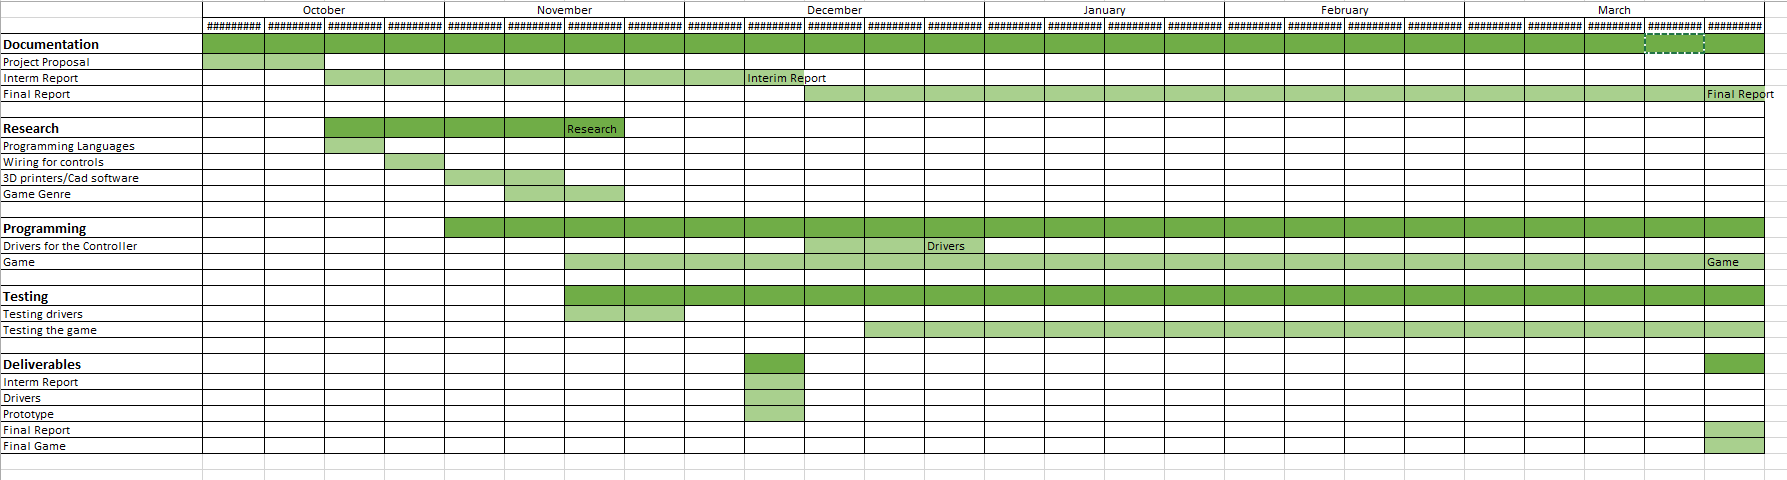 October November December January February March
######### ######### ######### ######### ######### ######### ######### ######### ######### ######### ######### ######### ######### ######### ######### ######### ######### ######### ######### ######### ######### ######### ######### ######### ######### #########
Documentation
Project Proposal
Interm Report Interim Report
Final Report Final Report
Research Research
Programming Languages
Wiring for controls
3D printers/Cad software
Game Genre
Programming
Drivers for the Controller Drivers
Game Game
Testing
Testing drivers
Testing the game
Deliverables
Interm Report
Drivers
Prototype
Final Report
Final Game